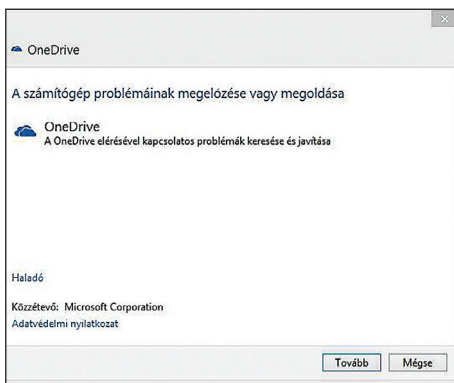 OneDrive
A számítógép problémáinak megelőzése vagy megoldása
OneDrive
A OneDrive elérésével kapcsolatos problémák keresése és javítása
Haladó
Közzétevő: Microsoft Corporation
Adatvédelmi nyilatkozat
Tovább Mégse